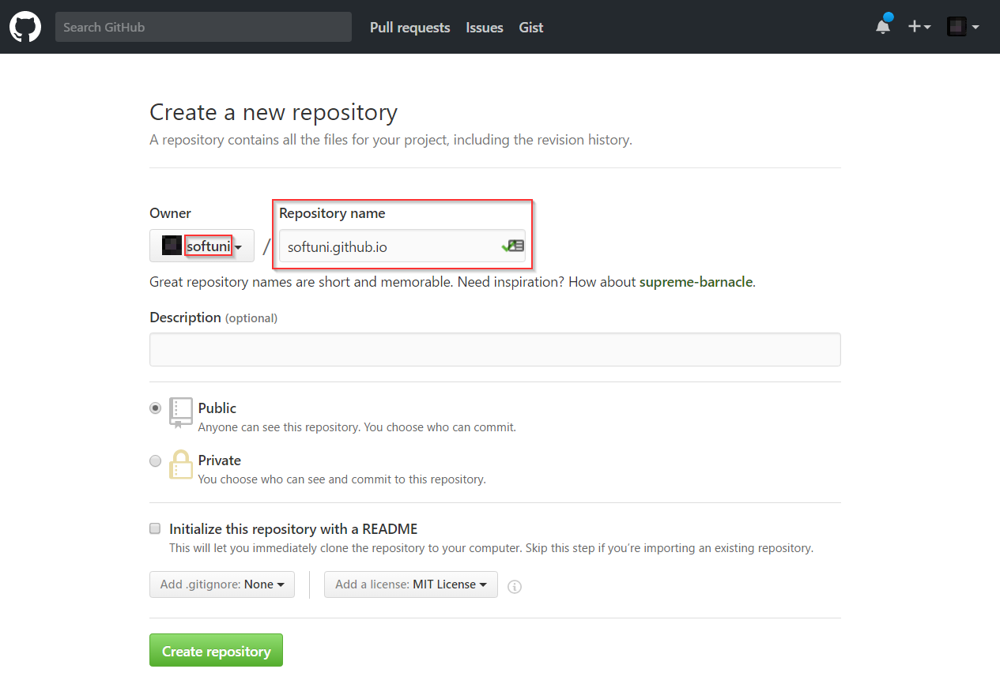 Search GitHub Pull requests Issues Gist
Create a new repository
A repository contains all the files for your project, including the revision history.
Owner Repository name
softuni / softuni.github.io
Great repository names are short and memorable. Need inspiration? How about supreme-barnacle.
Description (optional)
Public
Anyone can see this repository. You choose who can commit.
Private
You choose who can see and commit to this repository.
Initialize this repository with a README
This will let you immediately clone the repository to your computer. Skip this step if you’re importing an existing repository.
Add .gitignore: None Add a license: MIT License
Create repository